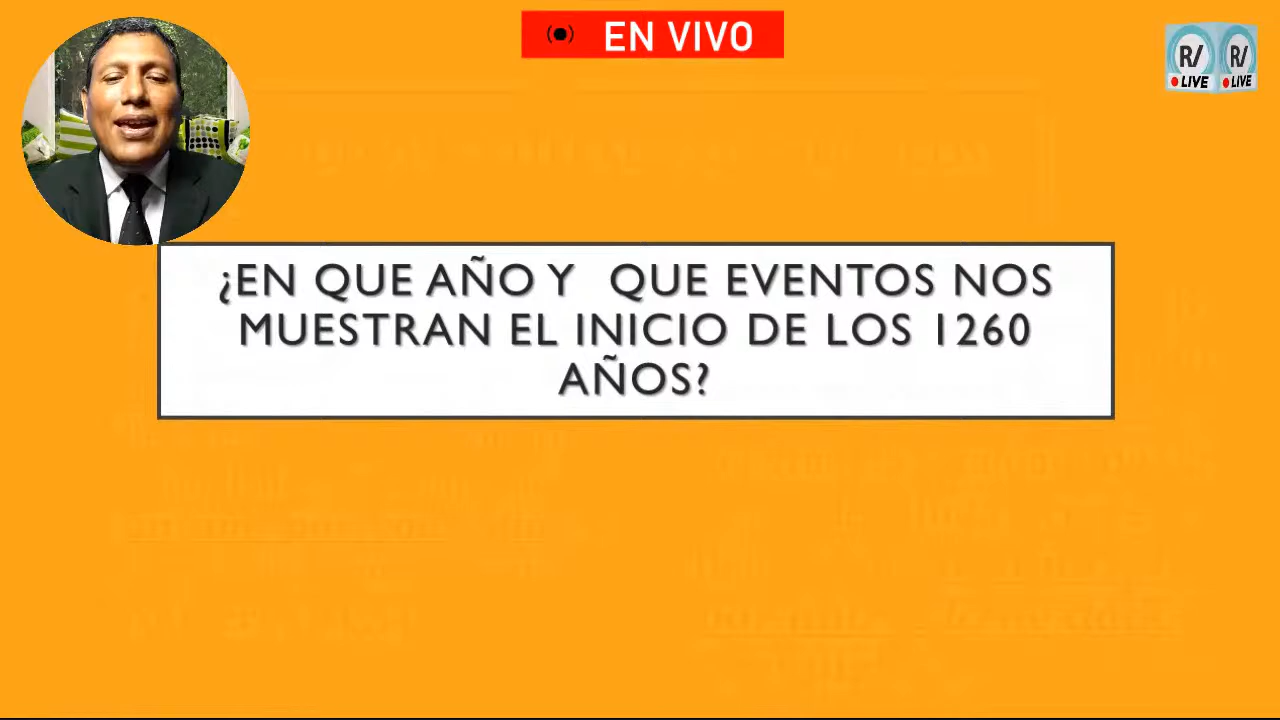 EN VIVO
R/ R/
LIVE LIVE
¿EN QUE AÑO Y QUE EVENTOS NOS
MUESTRAN EL INICIO DE LOS 1260
AÑOS?